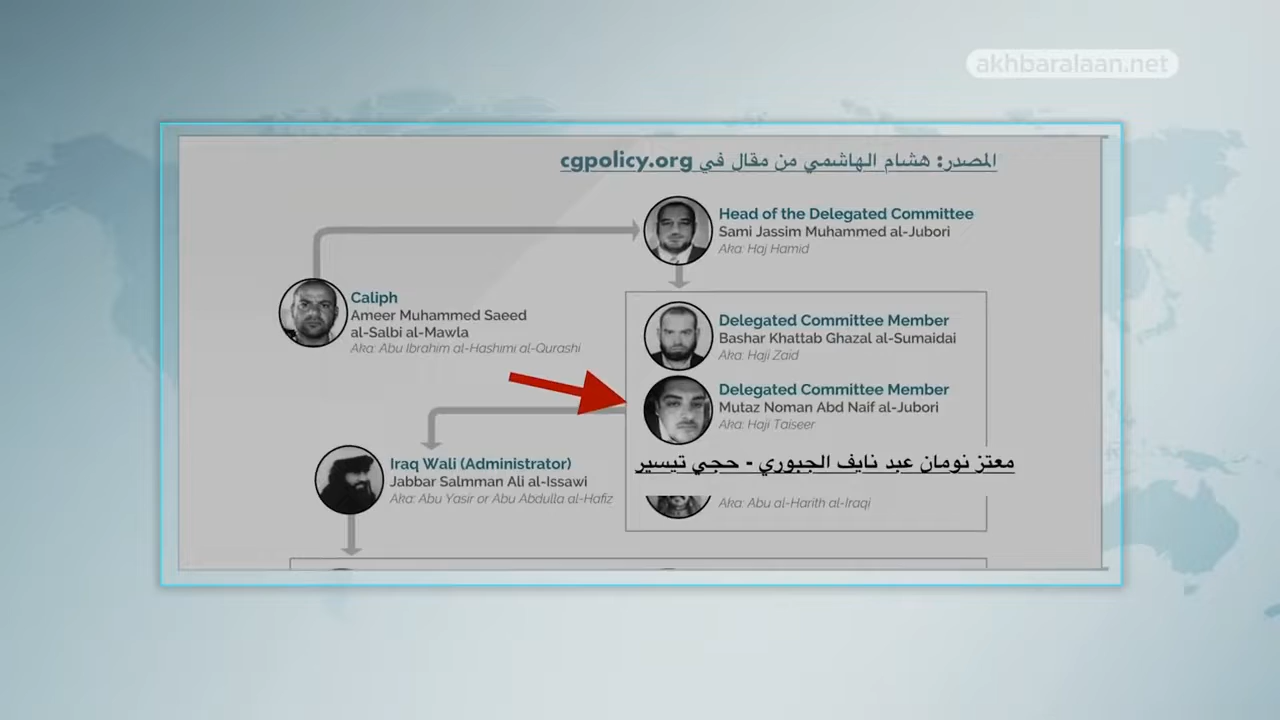 akhbaralaan.net
المصدر: هشام الهاشمي من مقال في cgpolicy.org
Head of the Delegated Committee
Sami Jassim Muhammed al-Jubori
Aka: Haj Hamid
Caliph
Ameer Muhammed Saeed
al-Salbi al-Mawla
Aka: Abu Ibrahim al-Hashimi al-Qurashi
Delegated Committee Member
Bashar Khattab Ghazal al-Sumaidai
Aka: Haji Zaid
Delegated Committee Member
Mutaz Noman Abd Naif al-Jubori
Aka: Haji Taiseer
معتز نومان عبد نايف الجبوري - حجي تيسير
Aka: Abu al-Harith al-Iraqi
Iraq Wali (Administrator)
Jabbar Salmman Ali al-Issawi
Aka: Abu Yasir or Abu Abdulla al-Hafiz